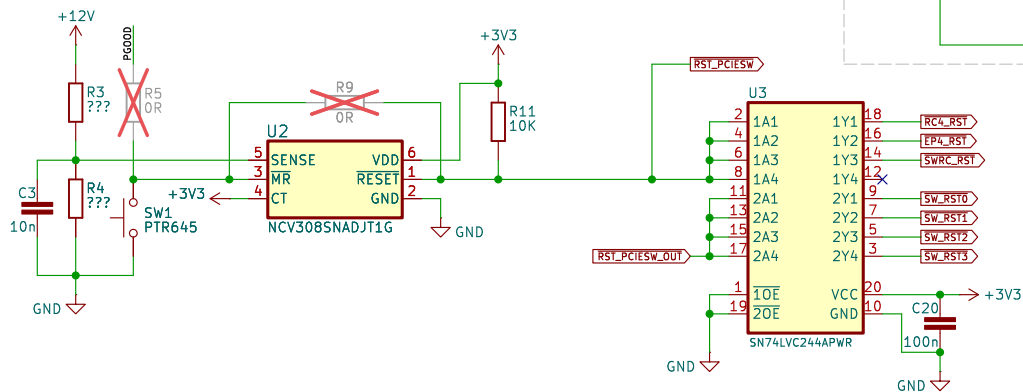 +12V
PGOOD
R3
???
R5
0R
R4
???
C3
10n
SW1
PTR645
GND
+3V3
R9
0R
U2
5 SENSE
3 MR
4 CT
VDD 6
RESET 1
GND 2
NCV308SNADJT1G
GND
+3V3
R11
10K
RST_PCIESW
RST_PCIESW_OUT
U3
2 1A1 1Y1 18 RC4_RST
4 1A2 1Y2 16 EP4_RST
6 1A3 1Y3 14 SWRC_RST
8 1A4 1Y4 12
11 2A1 2Y1 9 SW_RST0
13 2A2 2Y2 7 SW_RST1
15 2A3 2Y3 5 SW_RST2
17 2A4 2Y4 3 SW_RST3
1 1OE VCC 20
19 2OE GND 10
SN74LVC244APWR
GND
+3V3
C20
100n
GND